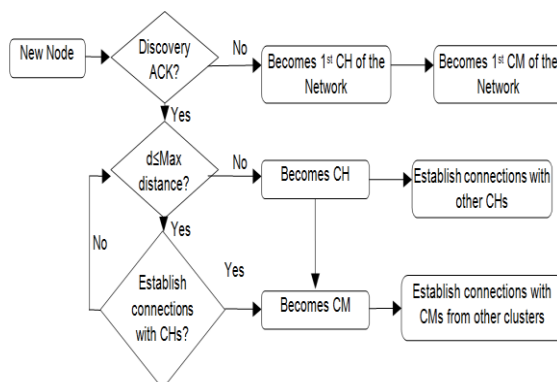 New Node
Discovery
ACK?
No
Becomes 1st CH of the
Network
Becomes 1st CM of the
Network
Yes
d≤Max
distance?
No
Becomes CH
Establish connections with
other CHs
No
Yes
Establish
connections
with CHs?
Yes
Becomes CM
Establish connections with
CMs from other clusters